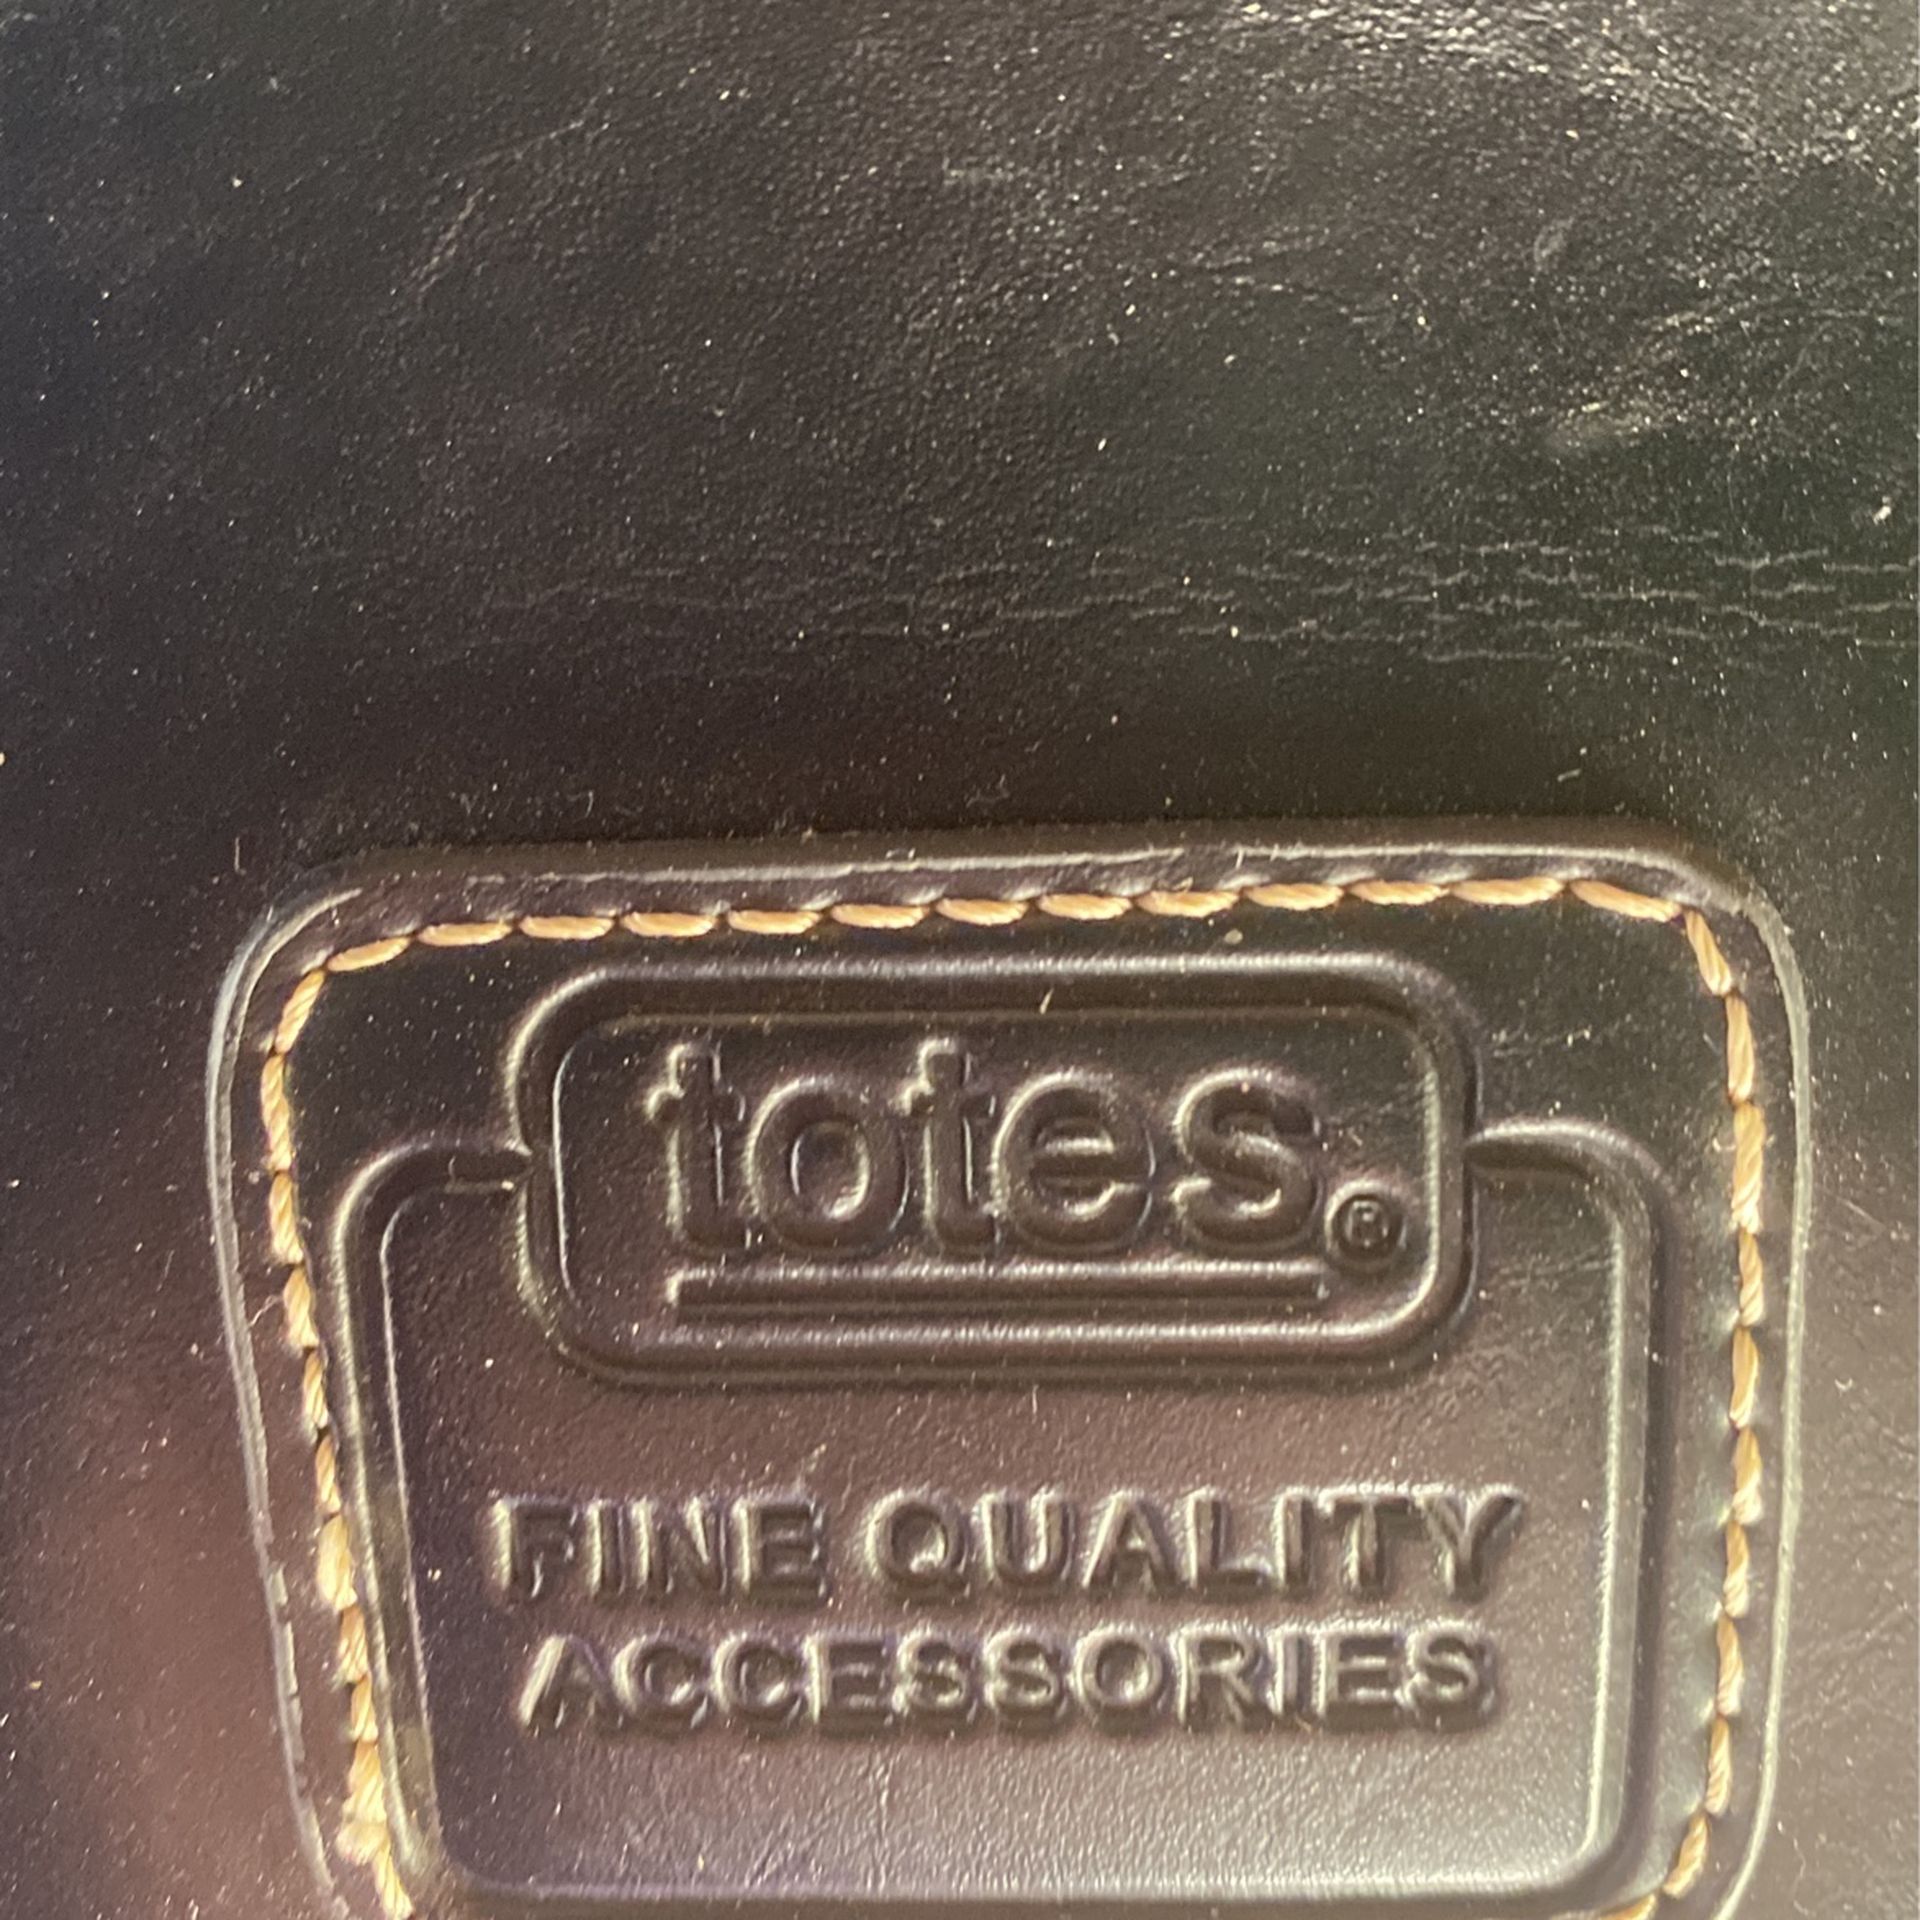 totes.®
FINE QUALITY
ACCESSORIES